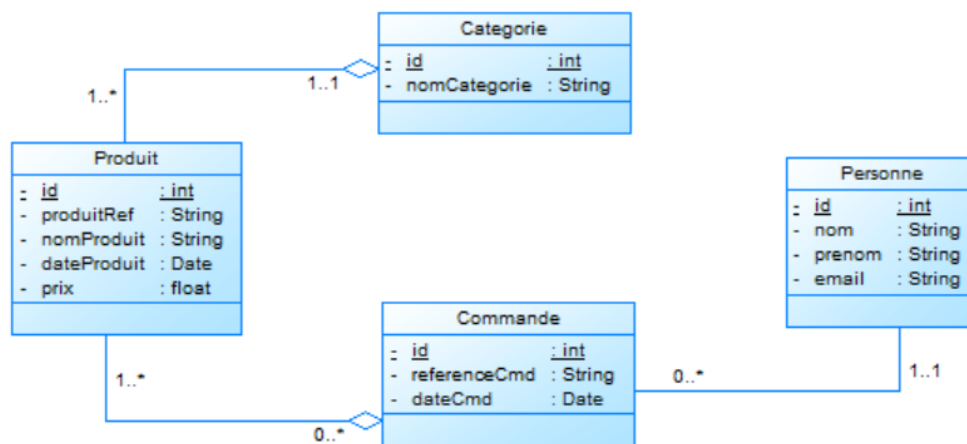 Categorie
- id : int
- nomCategorie : String
1..1
1..*
Produit
- id : int
- produitRef : String
- nomProduit : String
- dateProduit : Date
- prix : float
Personne
- id : int
- nom : String
- prenom : String
- email : String
Commande
- id : int
- referenceCmd : String
- dateCmd : Date
1..*
0..*
0..*
1..1